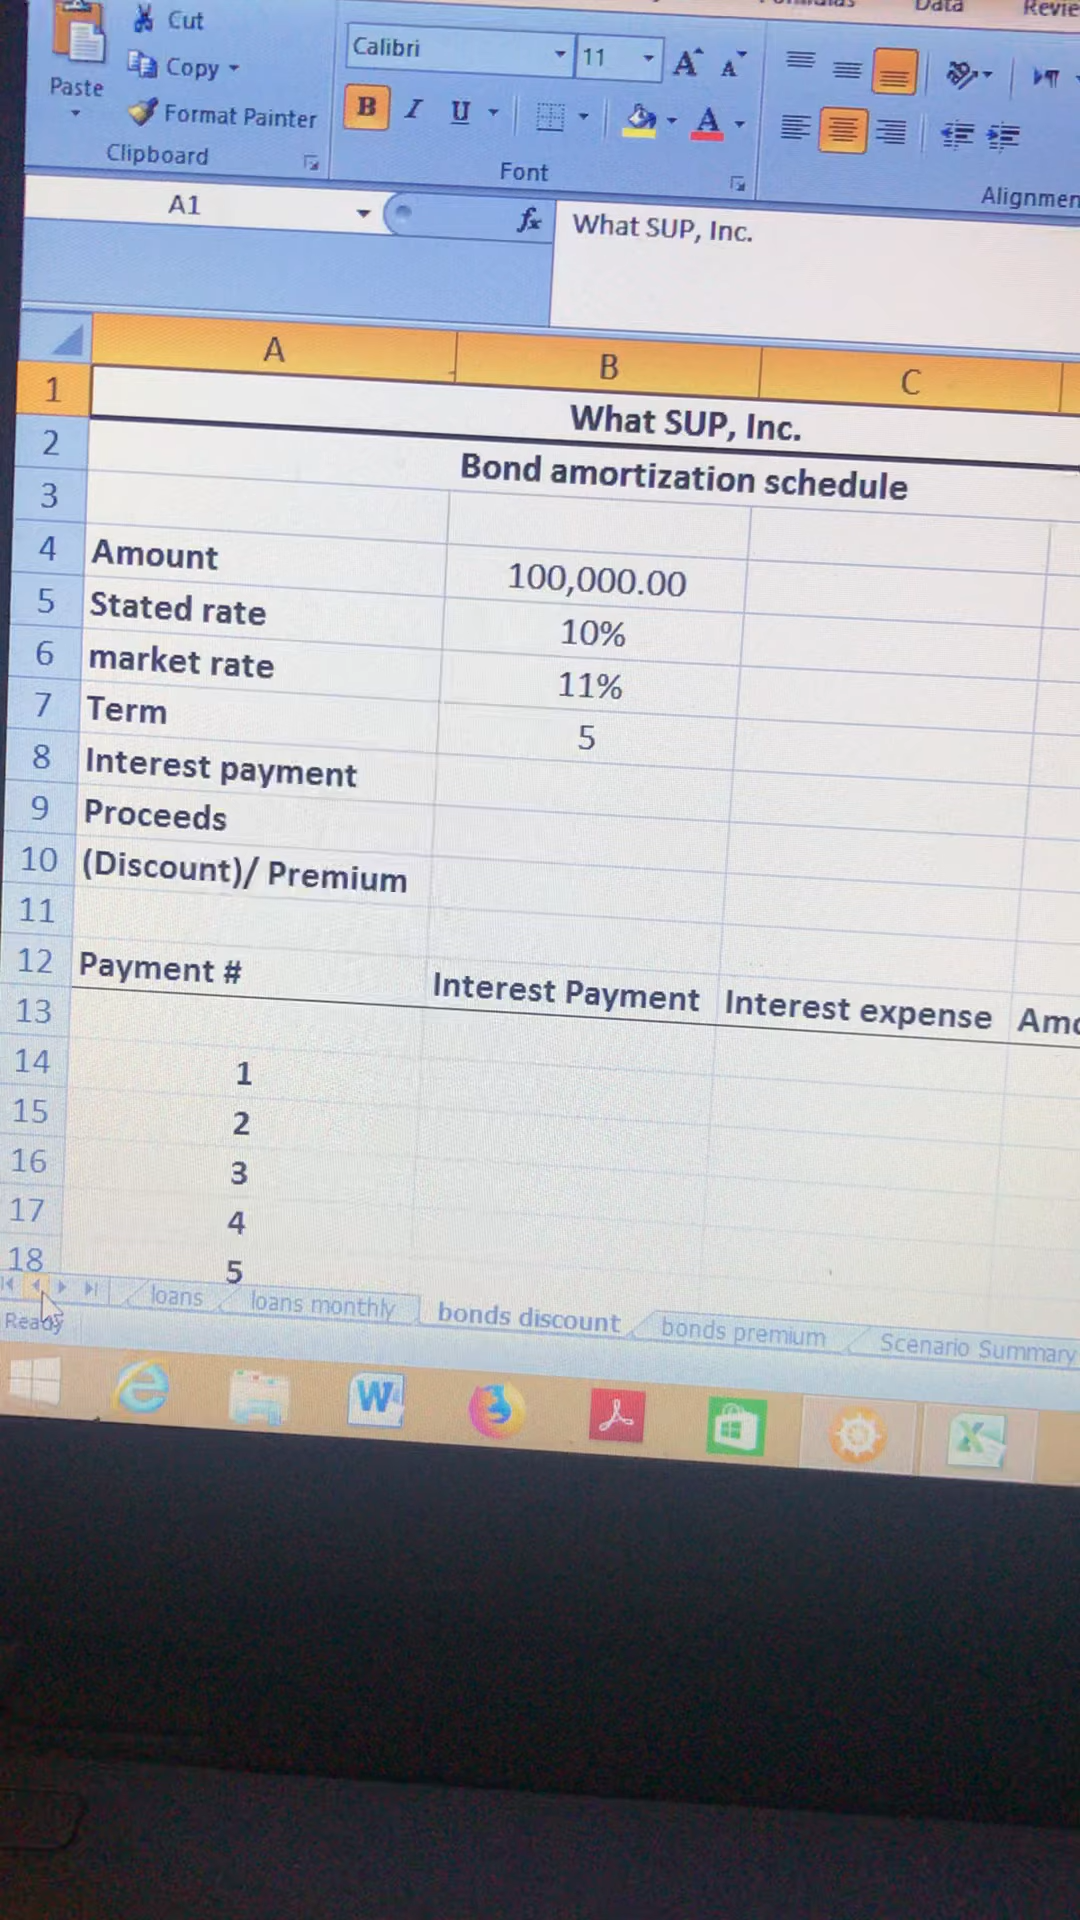 Formulas Data Revie
Cut
Copy
Paste
Format Painter
Clipboard
Calibri 11
B I U
Font
Alignmen
A1 fx What SUP, Inc.
A B C
1 What SUP, Inc.
2 Bond amortization schedule
3
4 Amount 100,000.00
5 Stated rate 10%
6 market rate 11%
7 Term 5
8 Interest payment
9 Proceeds
10 (Discount)/ Premium
11
12 Payment # Interest Payment Interest expense Amo
13
14 1
15 2
16 3
17 4
18 5
loans loans monthly bonds discount bonds premium Scenario Summary
Ready